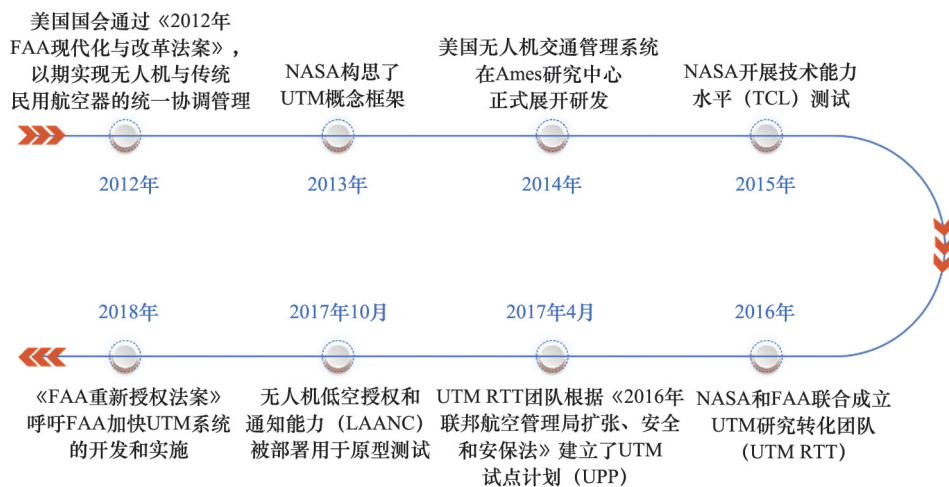 美国国会通过《2012年
FAA现代化与改革法案》，
以期实现无人机与传统
民用航空器的统一协调管理
2012年
NASA构思了
UTM概念框架
2013年
美国无人机交通管理系统
在Ames研究中心
正式展开研发
2014年
NASA开展技术能力
水平（TCL）测试
2015年
2016年
NASA和FAA联合成立
UTM研究转化团队
（UTM RTT）
2017年4月
UTM RTT团队根据《2016年
联邦航空管理局扩张、安全
和安保法》建立了UTM
试点计划（UPP）
2017年10月
无人机低空授权和
通知能力（LAANC）
被部署用于原型测试
2018年
《FAA重新授权法案》
呼吁FAA加快UTM系统
的开发和实施